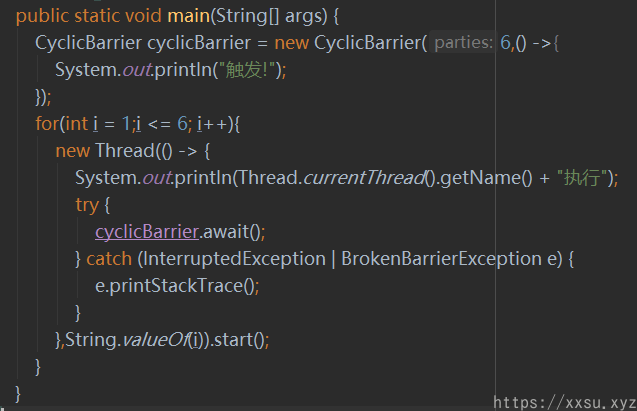 public static void main(String[] args) {
CyclicBarrier cyclicBarrier = new CyclicBarrier( parties: 6,() ->{
System.out.println("触发!");
});
for(int i = 1;i <= 6; i++){
new Thread(() -> {
System.out.println(Thread.currentThread().getName() + "执行");
try {
cyclicBarrier.await();
} catch (InterruptedException | BrokenBarrierException e) {
e.printStackTrace();
}
},String.valueOf(i)).start();
}
}
https://xxsu.xyz